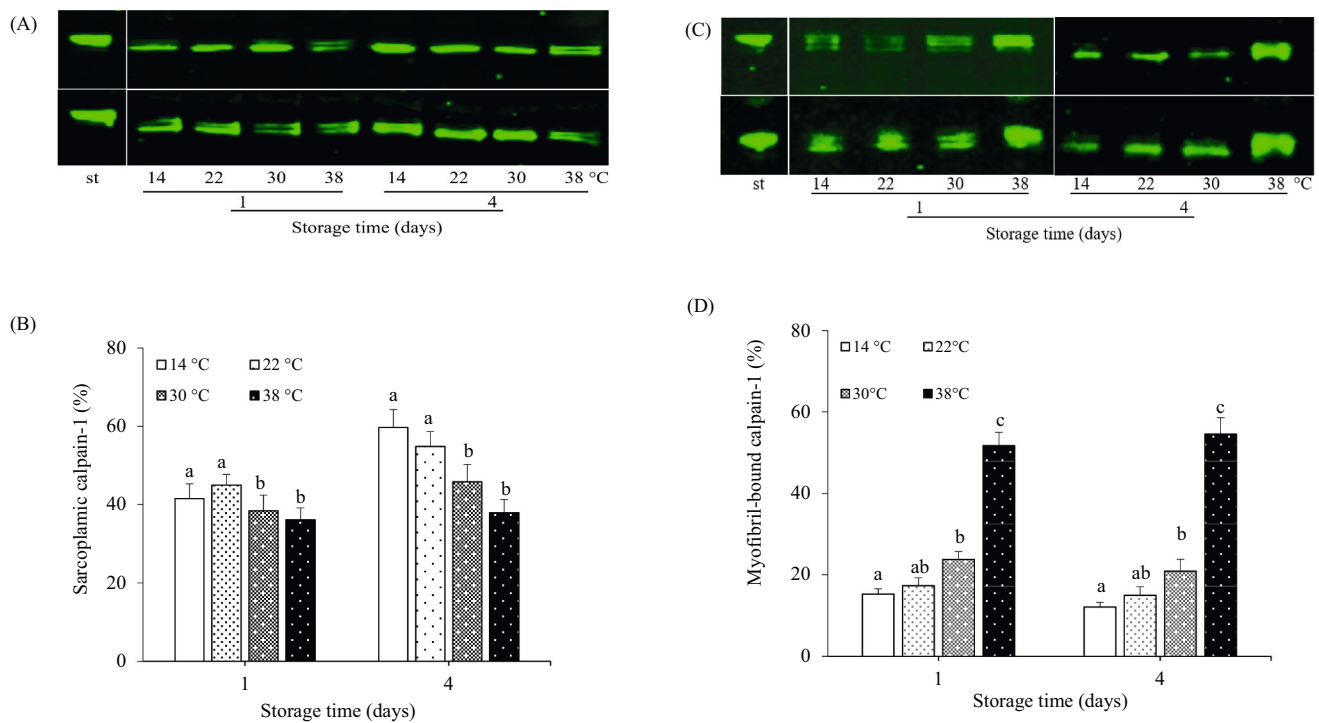 (A)
st
14 22 30 38 14 22 30 38 °C
1 4
Storage time (days)
(B)
Sarcoplamic calpain-1 (%)
80
60
40
20
0
14 °C 22 °C
30 °C 38 °C
a a b b a a b b
1 4
Storage time (days)
(C)
st
14 22 30 38 14 22 30 38 °C
1 4
Storage time (days)
(D)
Myofibril-bound calpain-1 (%)
80
60
40
20
0
14 °C 22°C
30°C 38°C
a ab b c a ab b c
1 4
Storage time (days)